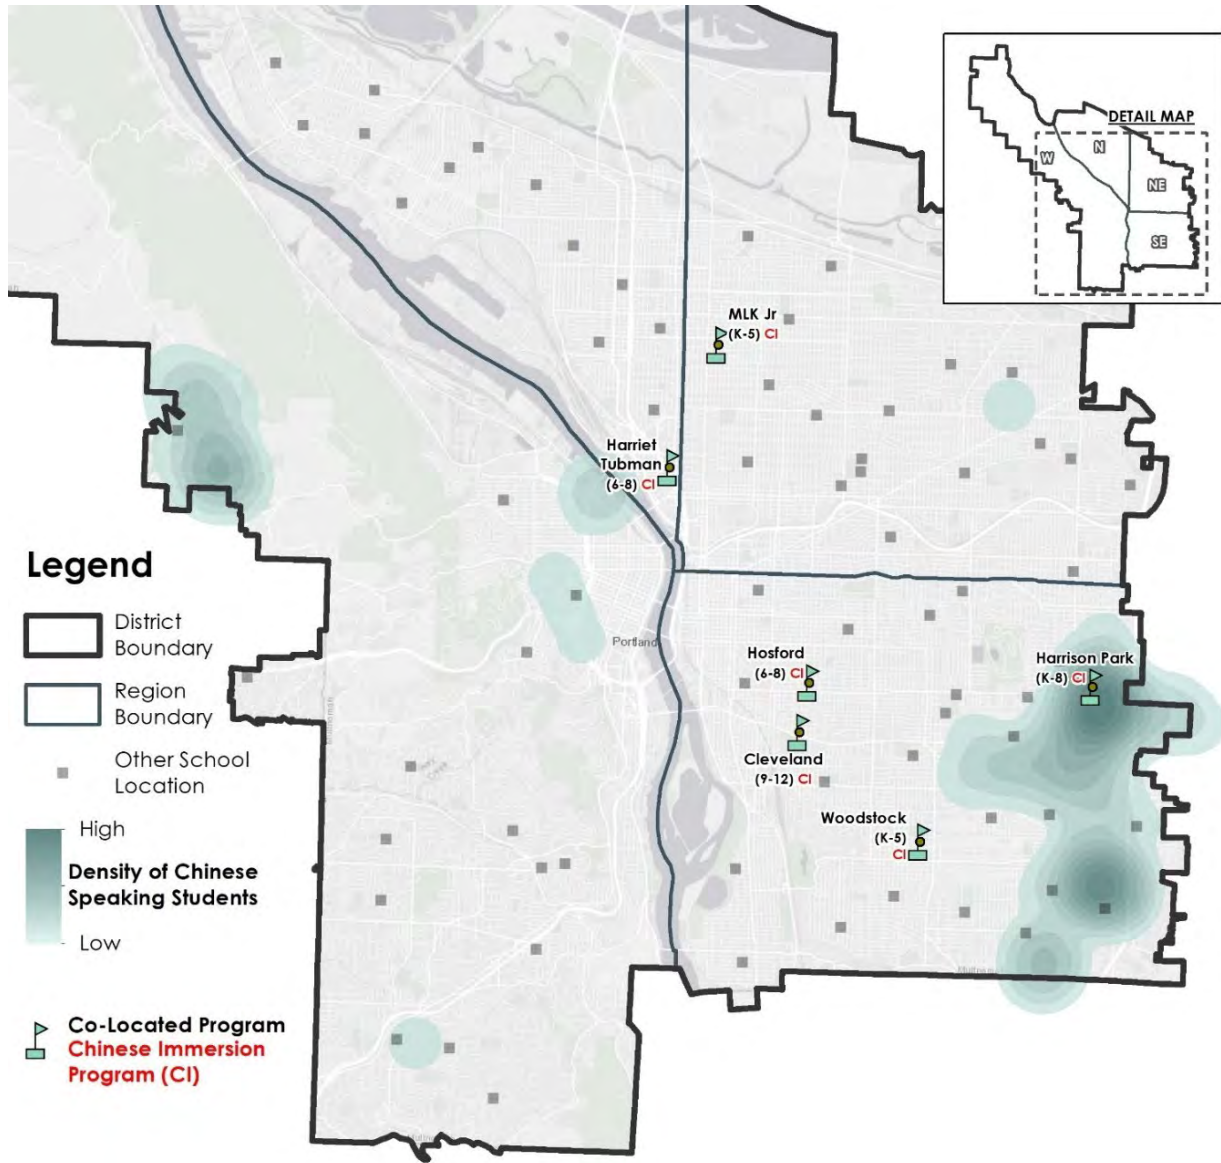 DETAIL MAP
W
N
NE
SE
MLK Jr
(K-5) CI
Harriet
Tubman
(6-8) CI
Portland
Hosford
(6-8) CI
Harrison Park
(K-8) CI
Cleveland
(9-12) CI
Woodstock
(K-5)
CI
Legend
District
Boundary
Region
Boundary
Other School
Location
High
Density of Chinese
Speaking Students
Low
Co-Located Program
Chinese Immersion
Program (CI)